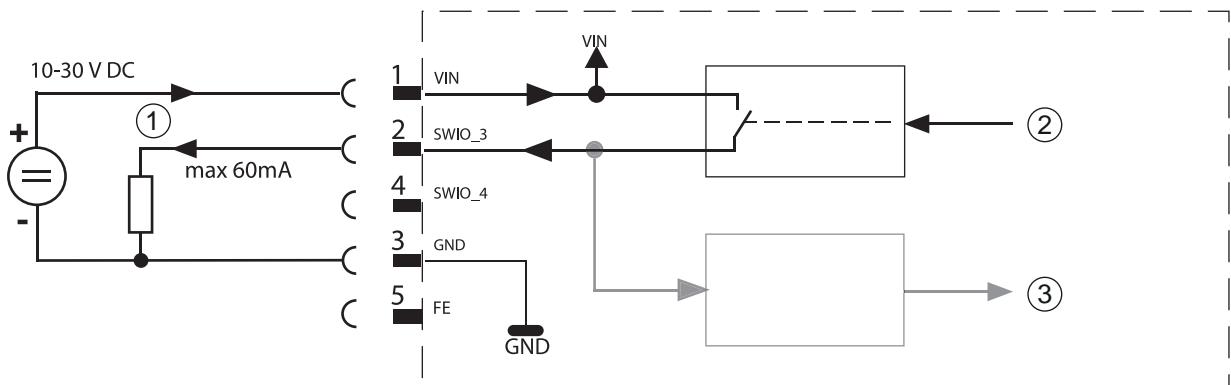 10-30 V DC
+
-
1
max 60mA
1 VIN
2 SWIO_3
4 SWIO_4
3 GND
5 FE
VIN
GND
2
3